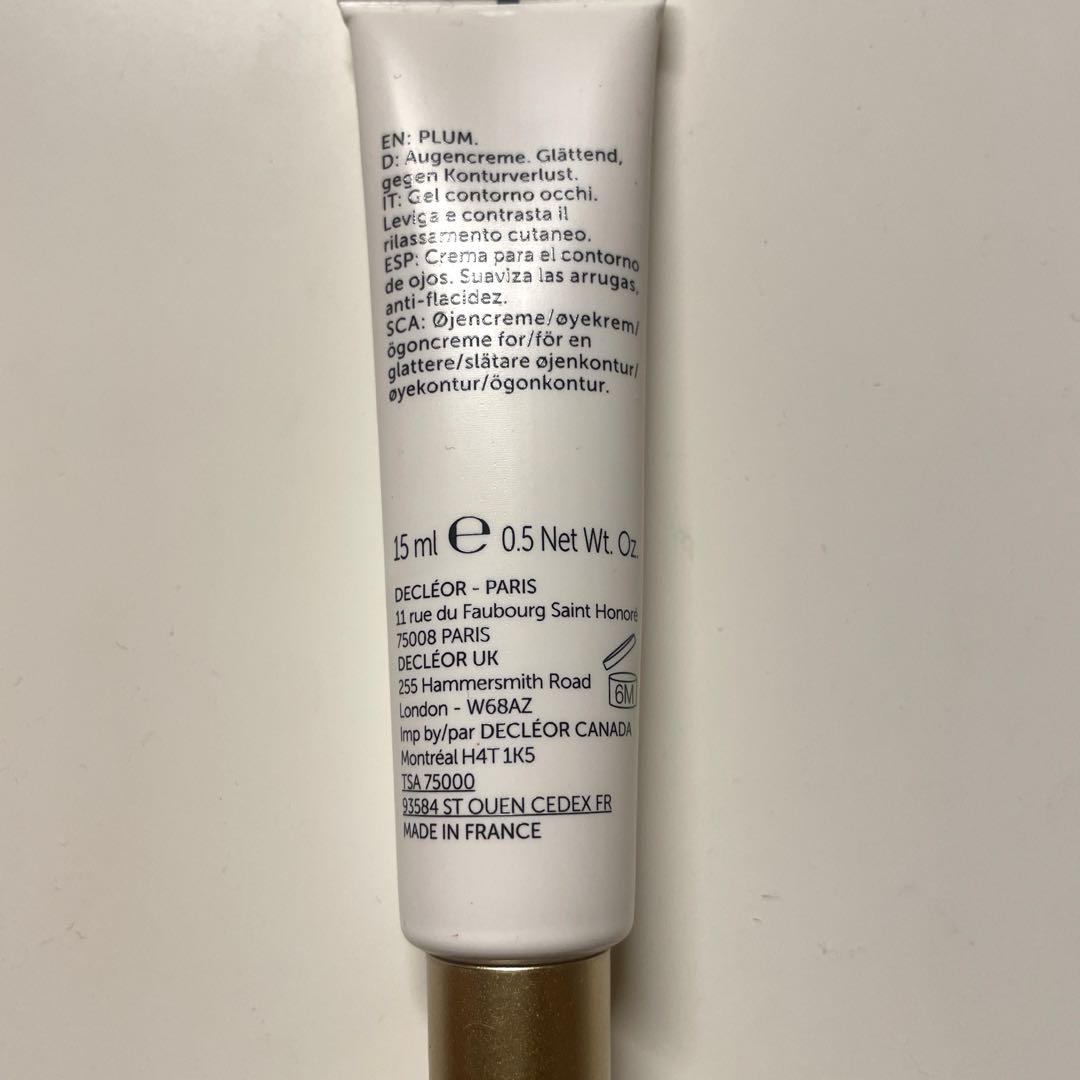 EN: PLUM.
D: Augencreme. Glättend,
gegen Konturverlust.
IT: Gel contorno occhi.
Leviga e contrasta il
rilassamento cutaneo.
ESP: Crema para el contorno
de ojos. Suaviza las arrugas,
anti-flacidez.
SCA: Øjencreme/øyekrem/
ögoncreme for/för en
glattere/slätare øjenkontur/
øyekontur/ögonkontur.
15 ml e 0.5 Net Wt. Oz.
DECLÉOR - PARIS
11 rue du Faubourg Saint Honoré
75008 PARIS
DECLÉOR UK
255 Hammersmith Road
6M
London - W68AZ
Imp by/par DECLÉOR CANADA
Montréal H4T 1K5
TSA 75000
93584 ST OUEN CEDEX FR
MADE IN FRANCE